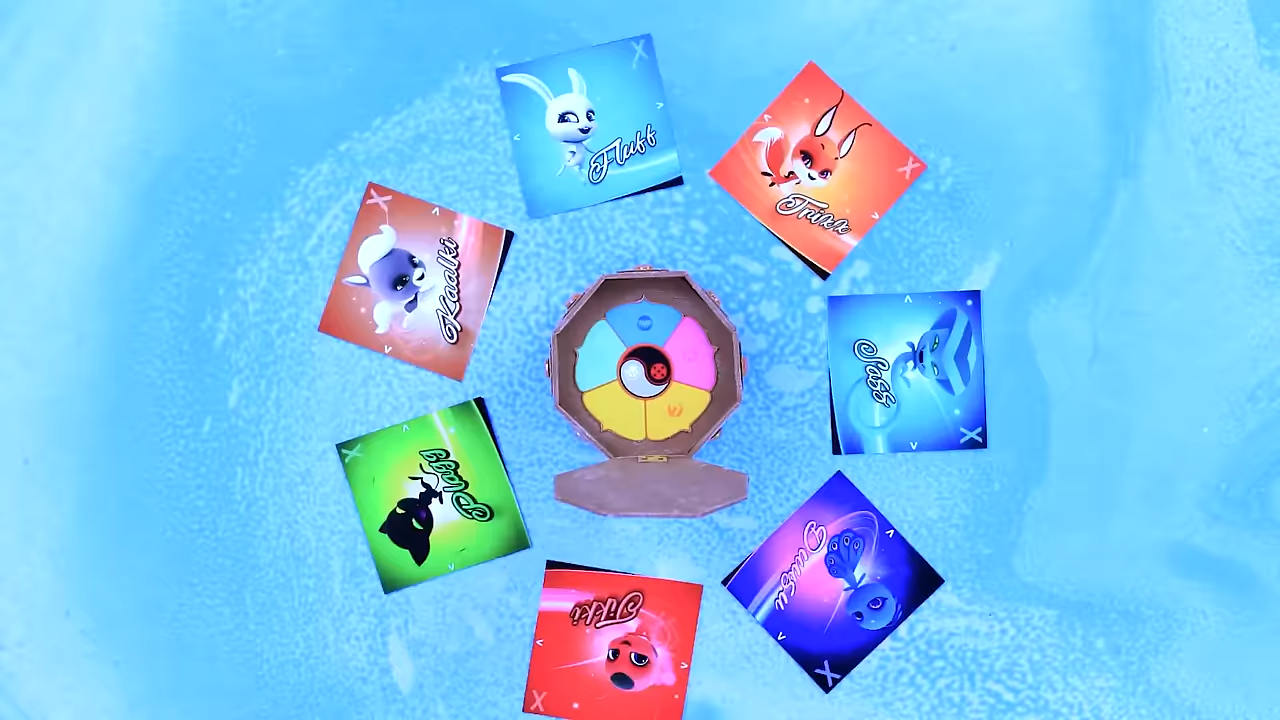 Fluff
Trixx
Kaalki
Sass
Plagg
Duusu
Tikki